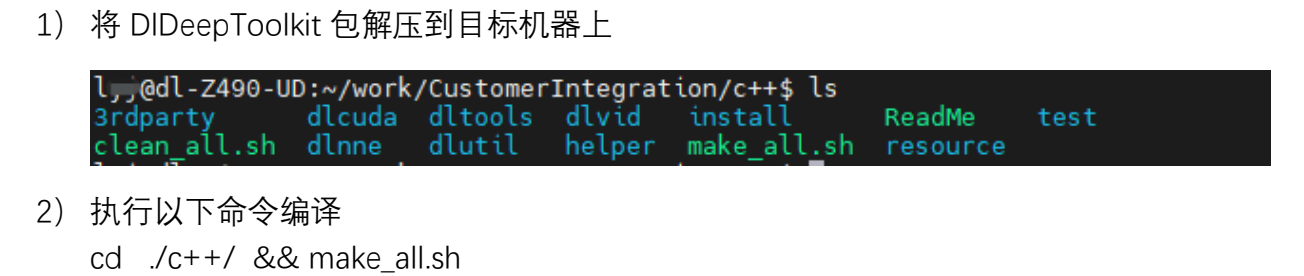 1) 将 DlDeepToolkit 包解压到目标机器上
@dl-Z490-UD:~/work/CustomerIntegration/c++$ ls
3rdparty dlcuda dltools dlvid install ReadMe test
clean_all.sh dlnne dlutil helper make_all.sh resource
2) 执行以下命令编译
cd ./c++/ && make_all.sh